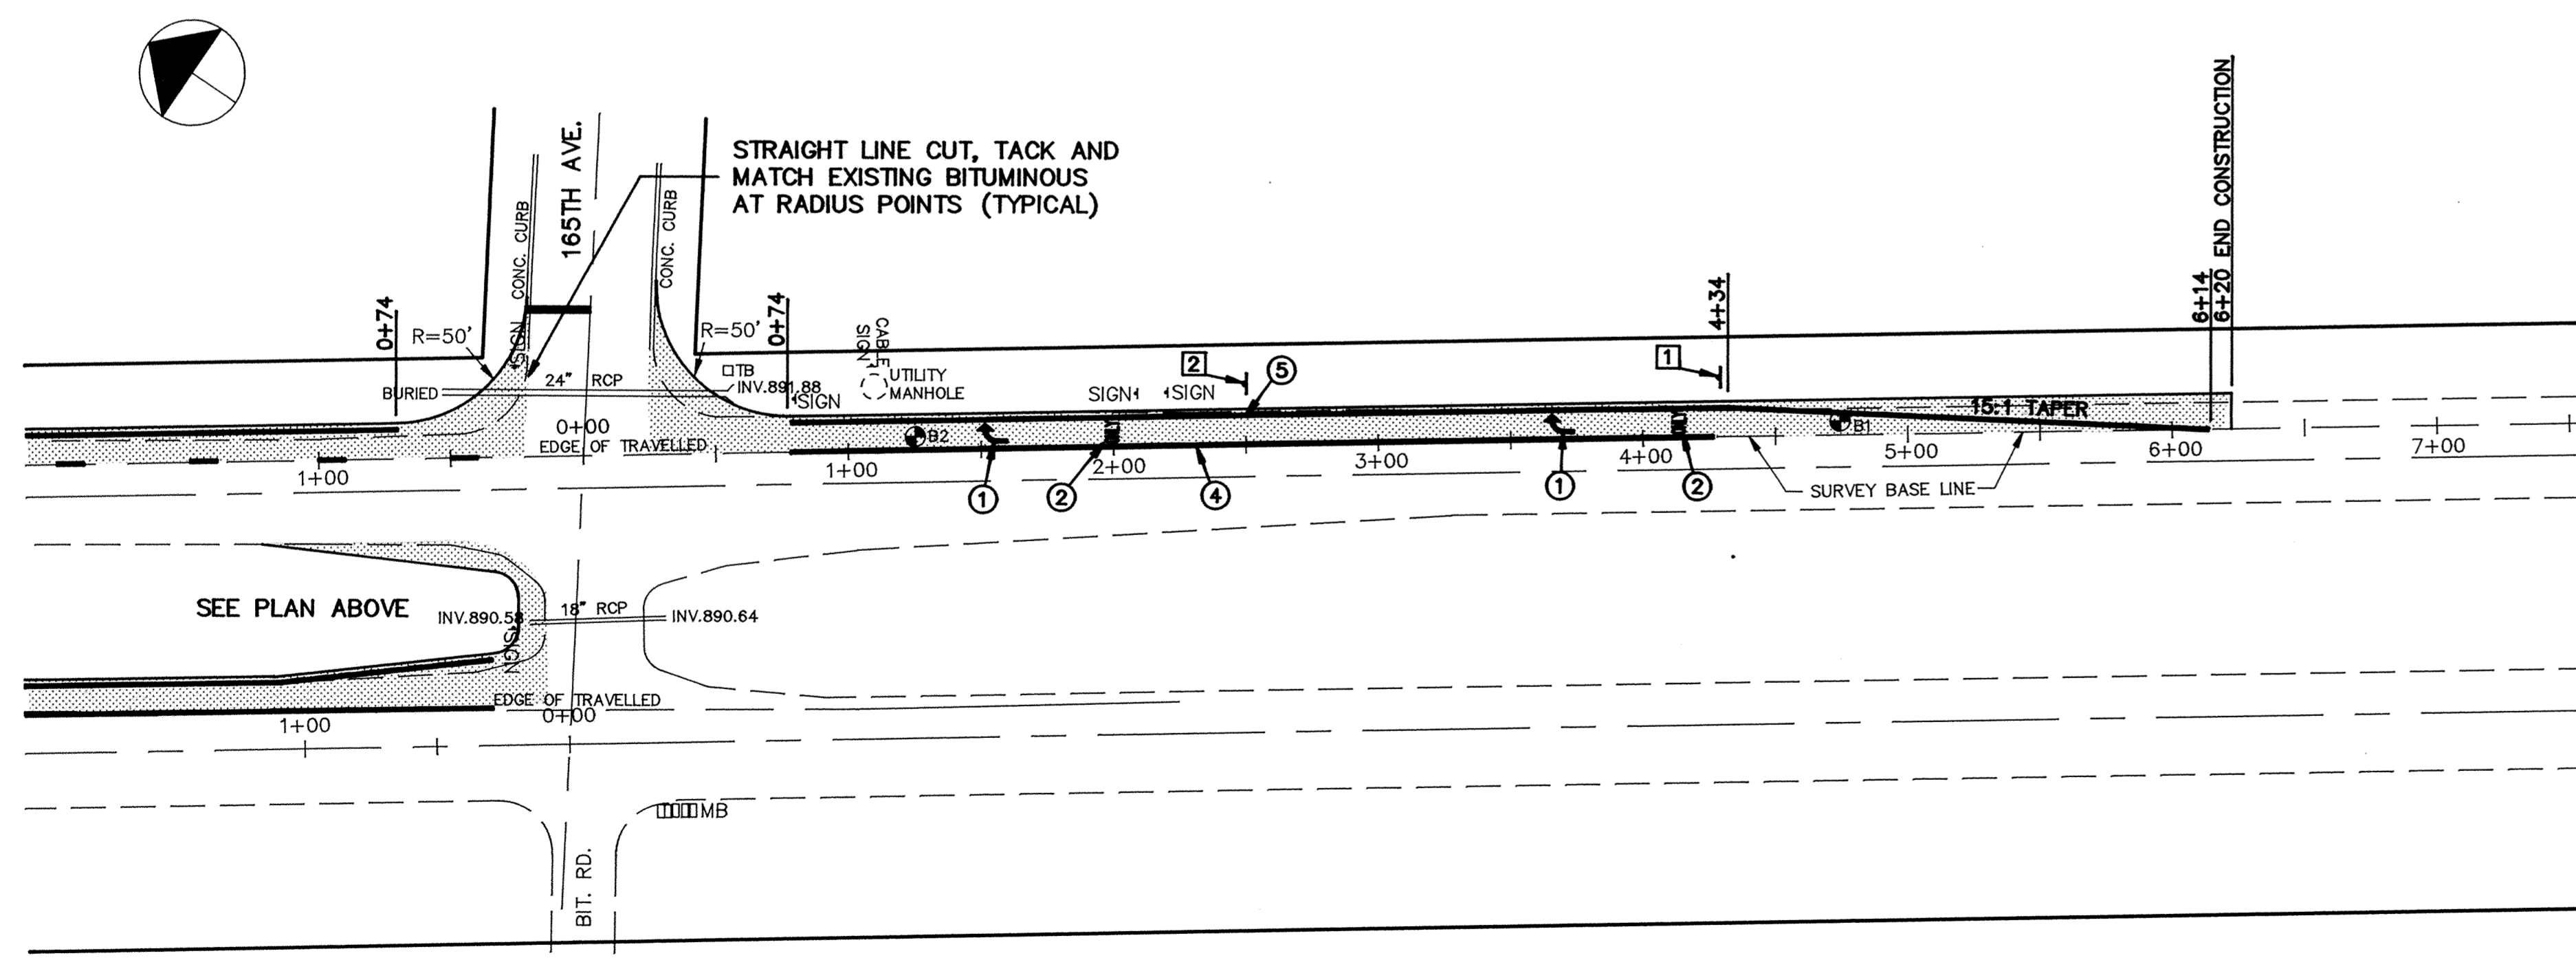 6+20 END CONSTRUCTION
6+14
165TH AVE.
STRAIGHT LINE CUT, TACK AND
MATCH EXISTING BITUMINOUS
AT RADIUS POINTS (TYPICAL)
CONC. CURB
CONC. CURB
0+74
R=50'
SIGN
R=50'
0+74
CABLE
SIGN
4+34
2
5
1
TB
INV.891.88
24" RCP
BURIED
UTILITY
MANHOLE
SIGN
SIGN
SIGN
15:1 TAPER
0+00
EDGE OF TRAVELLED
B2
ONLY
ONLY
B1
1+00
1+00
2+00
3+00
4+00
5+00
6+00
7+00
1
2
4
1
2
SURVEY BASE LINE
SEE PLAN ABOVE
INV.890.58
18" RCP
INV.890.64
SIGN
EDGE OF TRAVELLED
0+00
1+00
MB
BIT. RD.